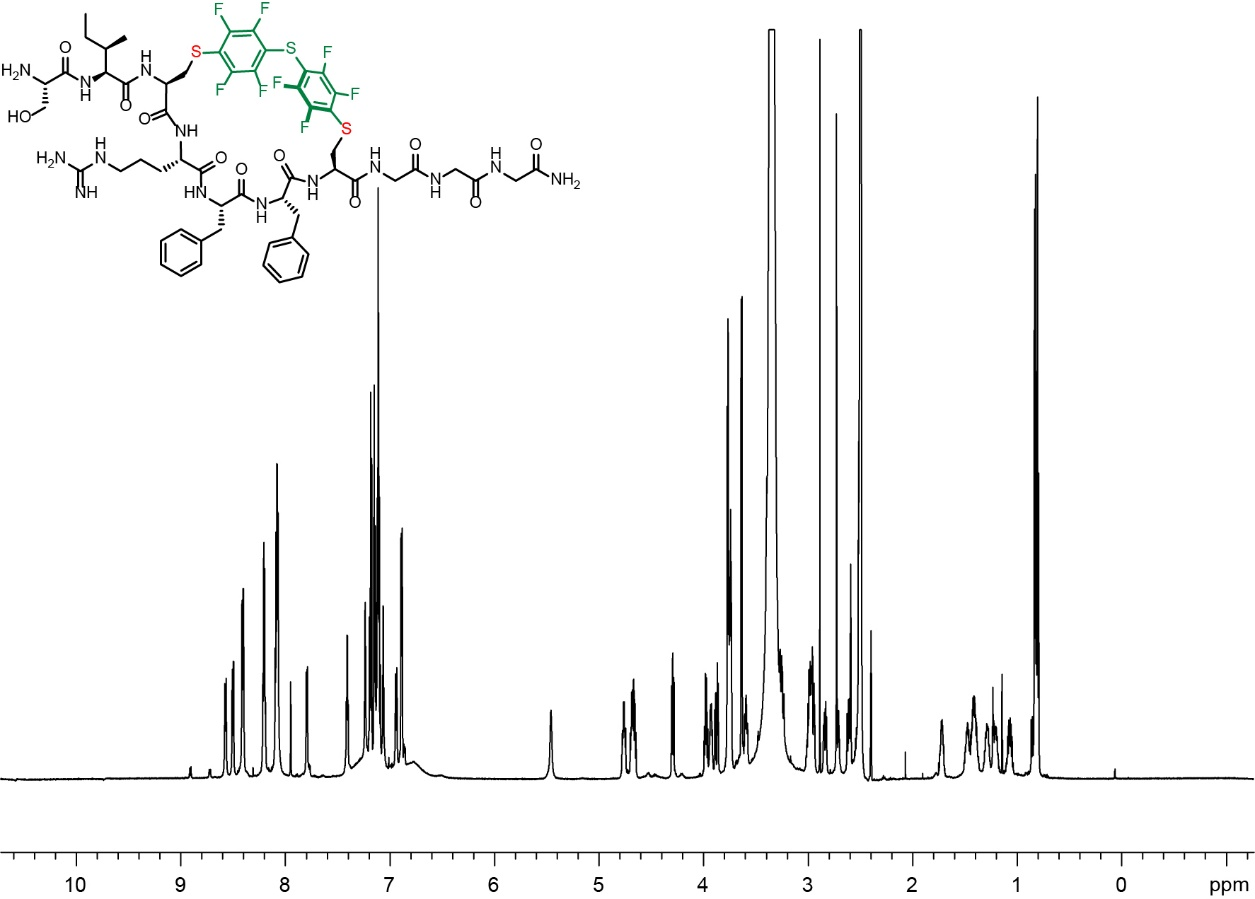 F F
S S F
O H F
H₂N N
N F F F
H O O F
HO O NH S
H O O H O H O
H₂N N O N N NH₂
NH HN N N O N O
H H H
10 9 8 7 6 5 4 3 2 1 0 ppm